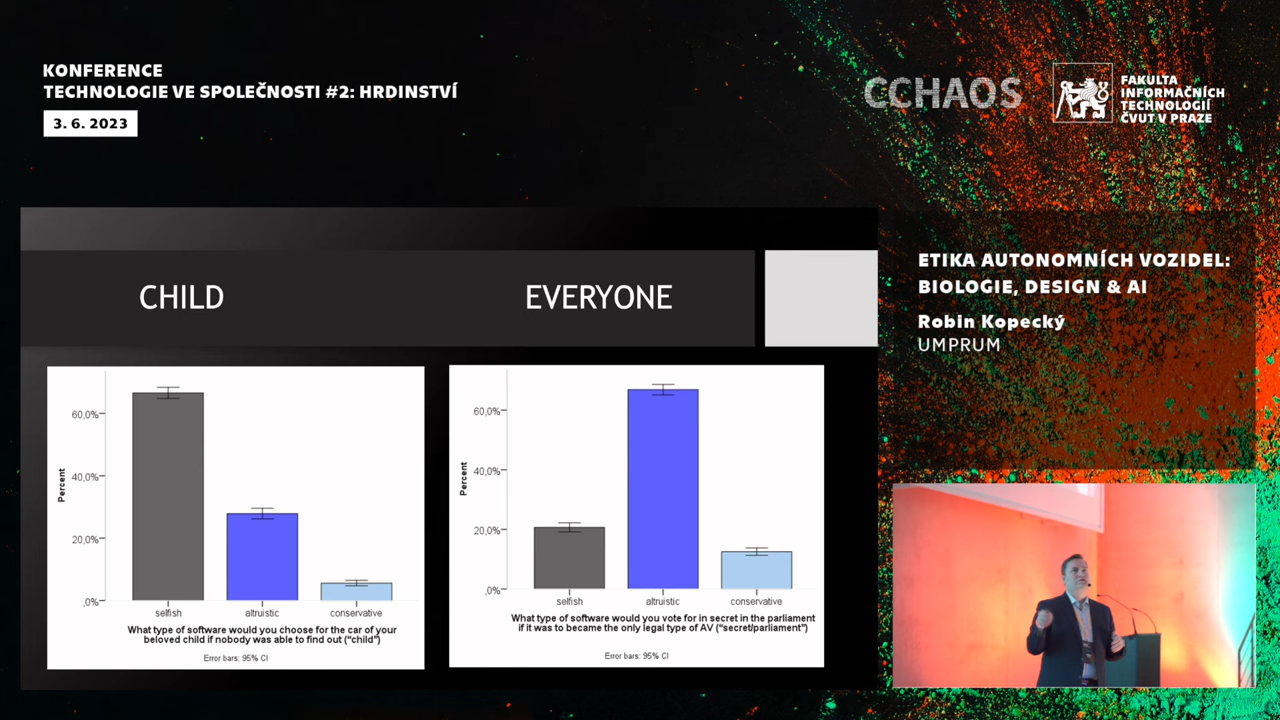 KONFERENCE
TECHNOLOGIE VE SPOLEČNOSTI #2: HRDINSTVÍ
3. 6. 2023
CCHAOS
FAKULTA
INFORMAČNÍCH
TECHNOLOGIÍ
ČVUT V PRAZE
ETIKA AUTONOMNÍCH VOZIDEL:
BIOLOGIE, DESIGN & AI
Robin Kopecký
UMPRUM
CHILD
EVERYONE
Percent
60,0%
40,0%
20,0%
,0%
selfish
altruistic
conservative
What type of software would you choose for the car of your
beloved child if nobody was able to find out ("child")
Error bars: 95% CI
Percent
60,0%
40,0%
20,0%
,0%
selfish
altruistic
conservative
What type of software would you vote for in secret in the parliament
if it was to became the only legal type of AV ("secret/parliament")
Error bars: 95% CI